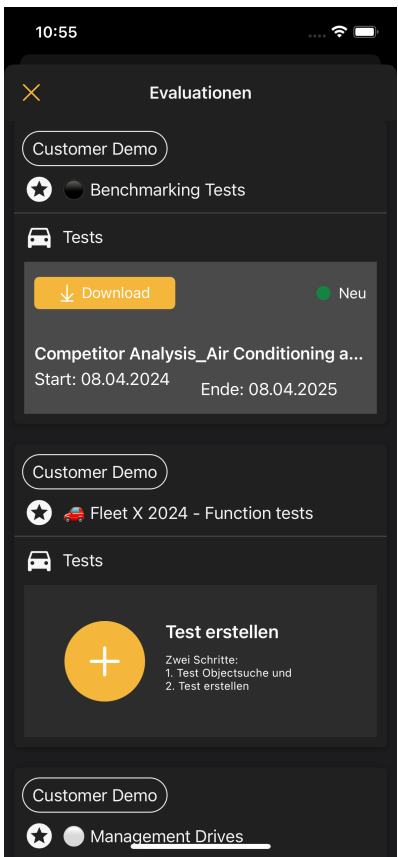 10:55
Evaluationen
Customer Demo
Benchmarking Tests
Tests
Download
Neu
Competitor Analysis_Air Conditioning a...
Start: 08.04.2024
Ende: 08.04.2025
Customer Demo
Fleet X 2024 - Function tests
Tests
Test erstellen
Zwei Schritte:
1. Test Objectsuche und
2. Test erstellen
Customer Demo
Management Drives